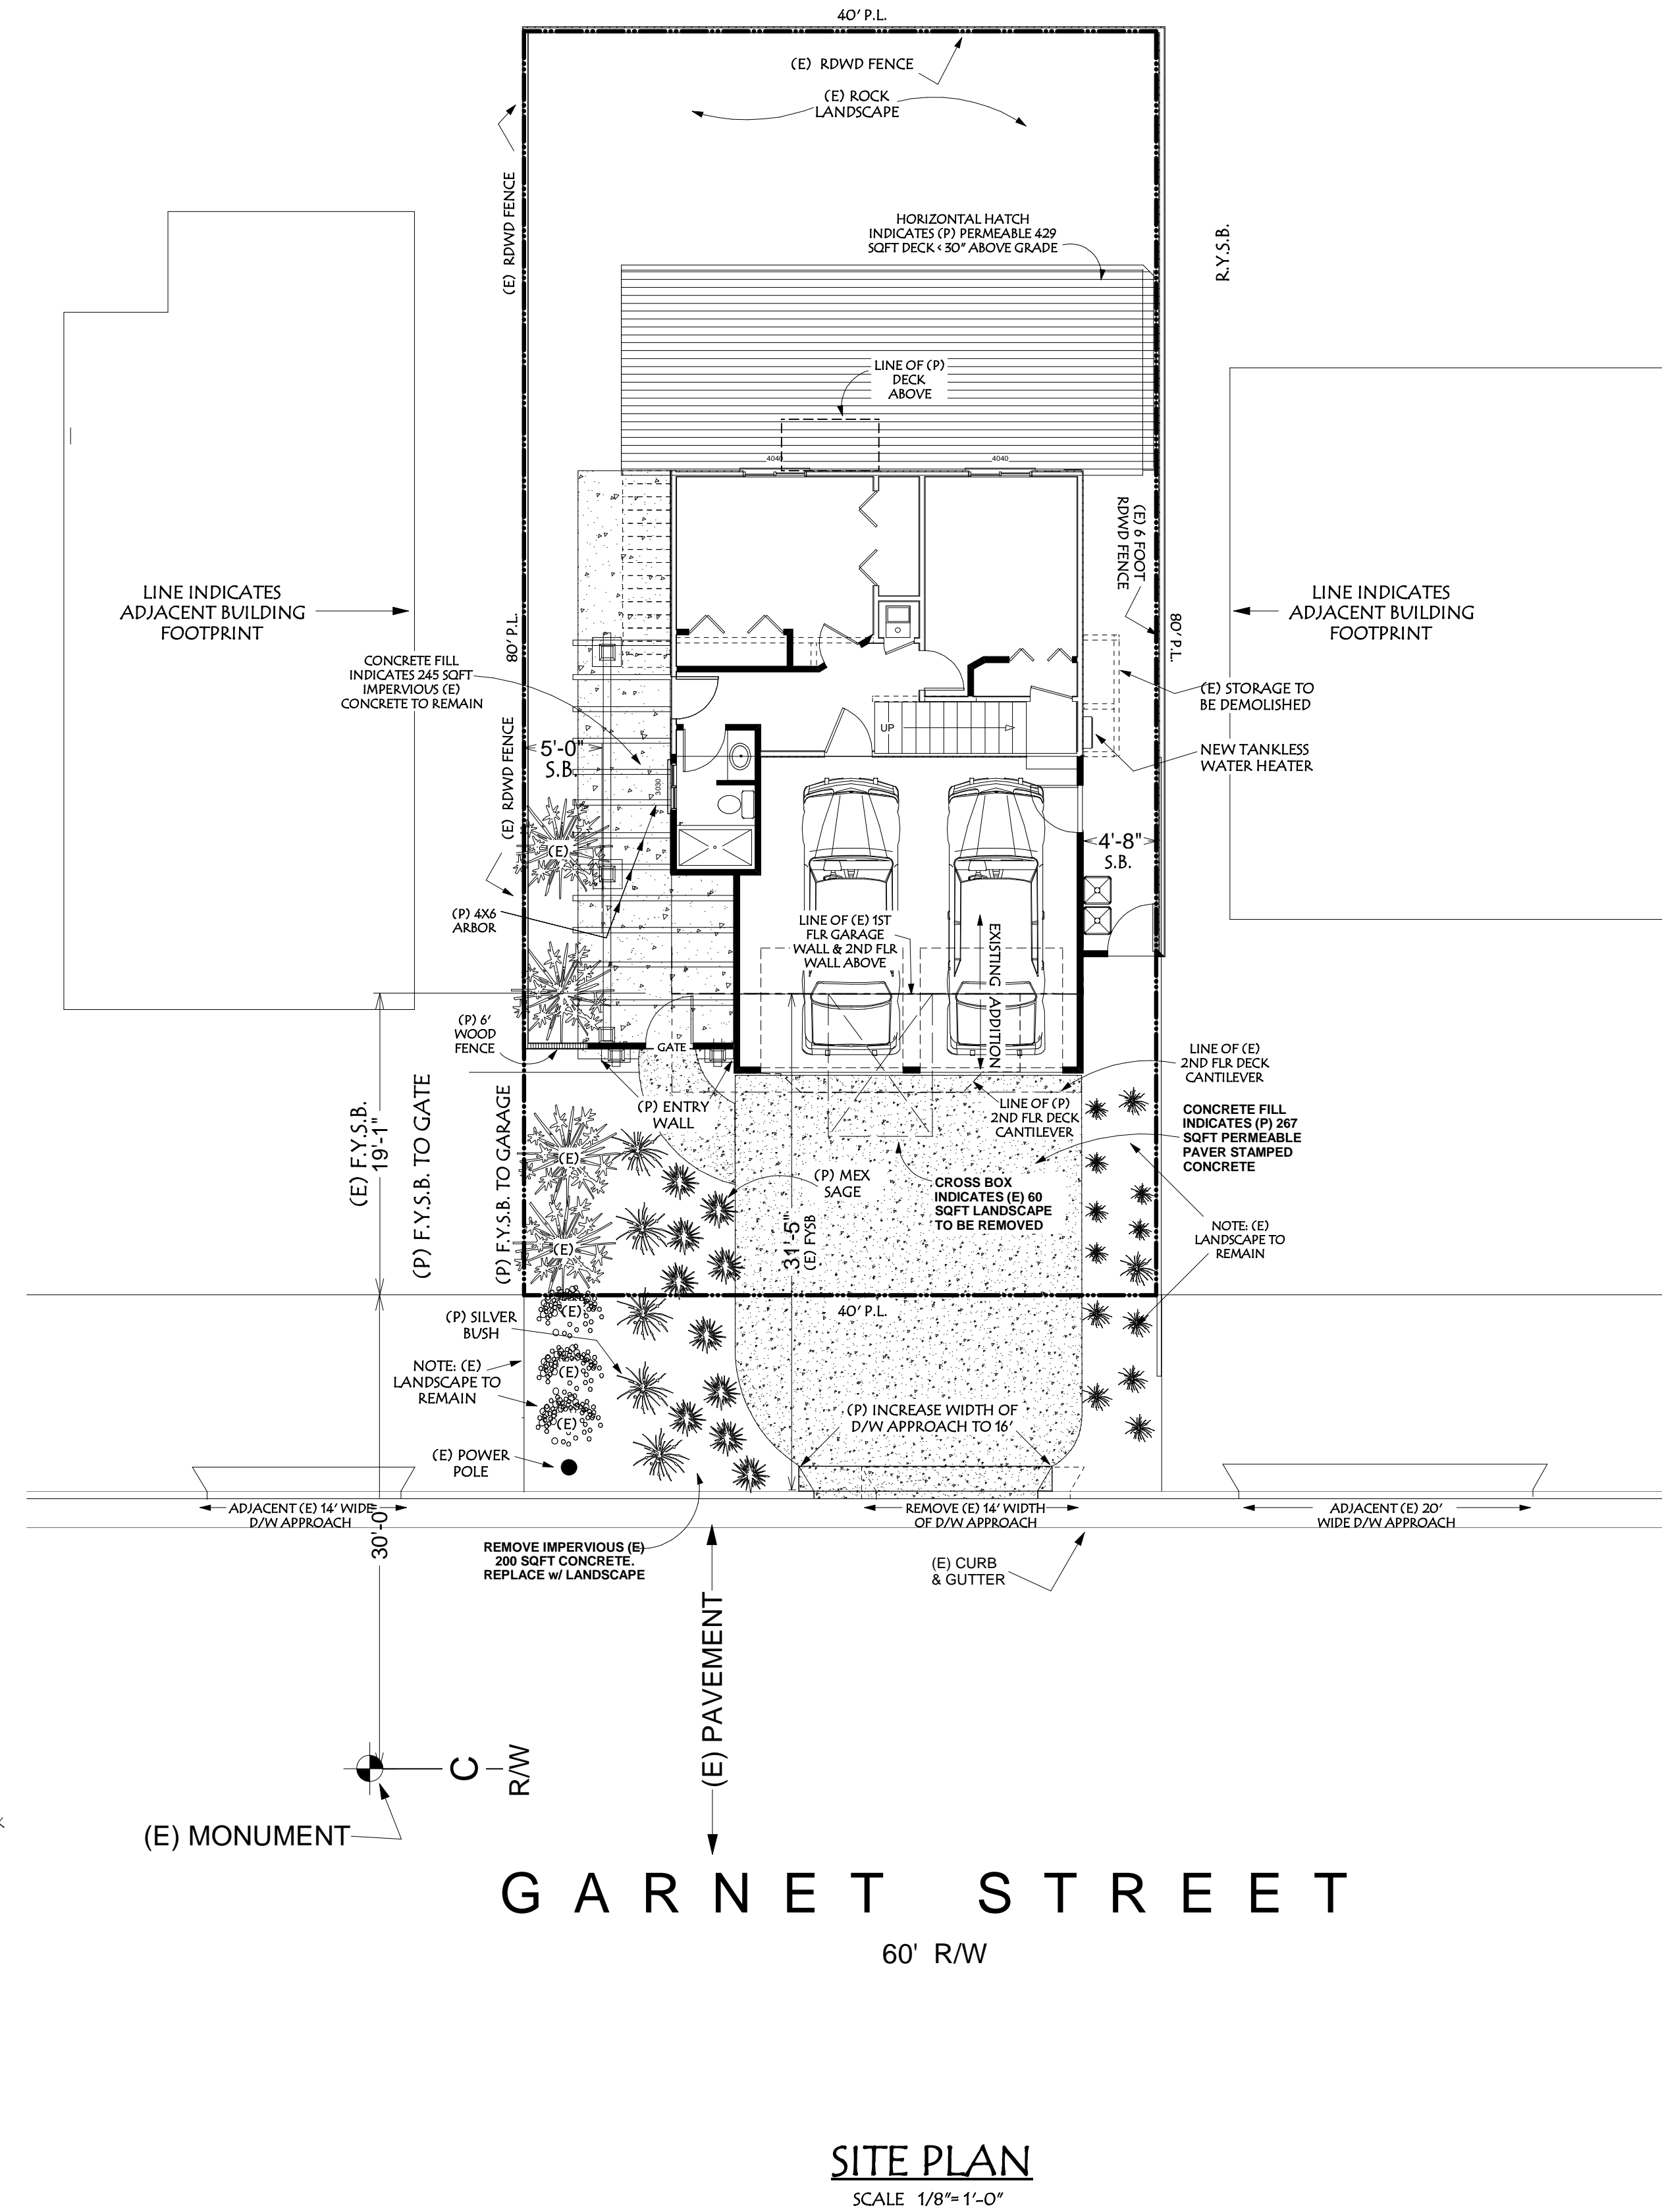 40' P.L.
(E) RDWD FENCE
(E) ROCK
LANDSCAPE
(E) RDWD FENCE
HORIZONTAL HATCH
INDICATES (P) PERMEABLE 429
SQFT DECK < 30" ABOVE GRADE
R.Y.S.B.
LINE OF (P)
DECK
ABOVE
4040
4040
(E) 6 FOOT
RDWD FENCE
LINE INDICATES
ADJACENT BUILDING
FOOTPRINT
LINE INDICATES
ADJACENT BUILDING
FOOTPRINT
80' P.L.
80' P.L.
CONCRETE FILL
INDICATES 245 SQFT
IMPERVIOUS (E)
CONCRETE TO REMAIN
(E) STORAGE TO
BE DEMOLISHED
UP
NEW TANKLESS
WATER HEATER
5'-0"
S.B.
(E) RDWD FENCE
3030
4'-8"
S.B.
(E)
(P) 4X6
ARBOR
LINE OF (E) 1ST
FLR GARAGE
WALL & 2ND FLR
WALL ABOVE
EXISTING ADDITION
(P) 6'
WOOD
FENCE
GATE
LINE OF (E)
2ND FLR DECK
CANTILEVER
(P) ENTRY
WALL
LINE OF (P)
2ND FLR DECK
CANTILEVER
CONCRETE FILL
INDICATES (P) 267
SQFT PERMEABLE
PAVER STAMPED
CONCRETE
(E) F.Y.S.B.
19'-1"
(P) F.Y.S.B. TO GATE
(P) F.Y.S.B. TO GARAGE
(E)
(P) MEX
SAGE
CROSS BOX
INDICATES (E) 60
SQFT LANDSCAPE
TO BE REMOVED
31'-5"
(E) FYSB
NOTE: (E)
LANDSCAPE TO
REMAIN
(E)
40' P.L.
(E)
(P) SILVER
BUSH
NOTE: (E)
LANDSCAPE TO
REMAIN
(E)
(E)
(P) INCREASE WIDTH OF
D/W APPROACH TO 16'
(E) POWER
POLE
ADJACENT (E) 14' WIDE
D/W APPROACH
REMOVE (E) 14' WIDTH
OF D/W APPROACH
ADJACENT (E) 20'
WIDE D/W APPROACH
30'-0"
REMOVE IMPERVIOUS (E)
200 SQFT CONCRETE.
REPLACE w/ LANDSCAPE
(E) CURB
& GUTTER
(E) PAVEMENT
C
R/W
(E) MONUMENT
GARNET STREET
60' R/W
SITE PLAN
SCALE 1/8"= 1'-0"